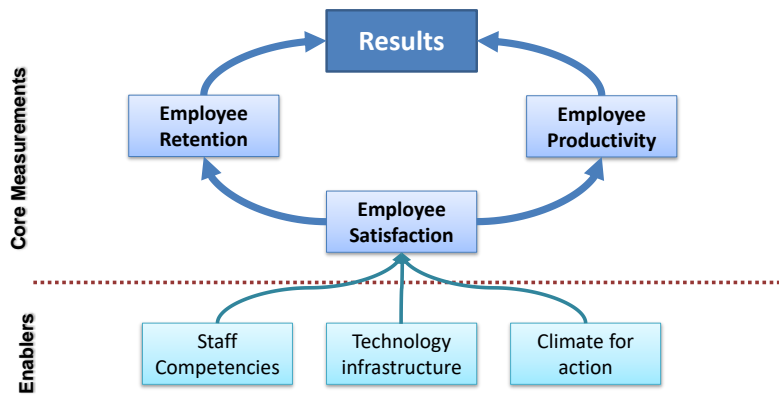 Results
Employee
Retention
Employee
Productivity
Employee
Satisfaction
Core Measurements
Staff
Competencies
Technology
infrastructure
Climate for
action
Enablers